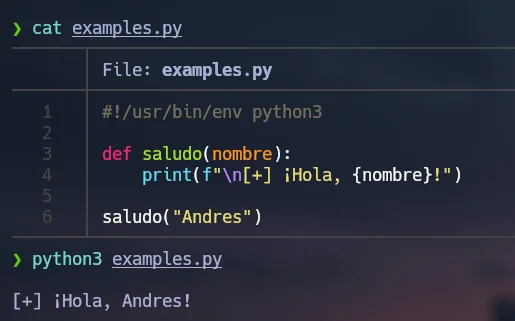 ❯ cat examples.py
File: examples.py
1 #!/usr/bin/env python3
2
3 def saludo(nombre):
4     print(f"\n[+] ¡Hola, {nombre}!")
5
6 saludo("Andres")
❯ python3 examples.py
[+] ¡Hola, Andres!